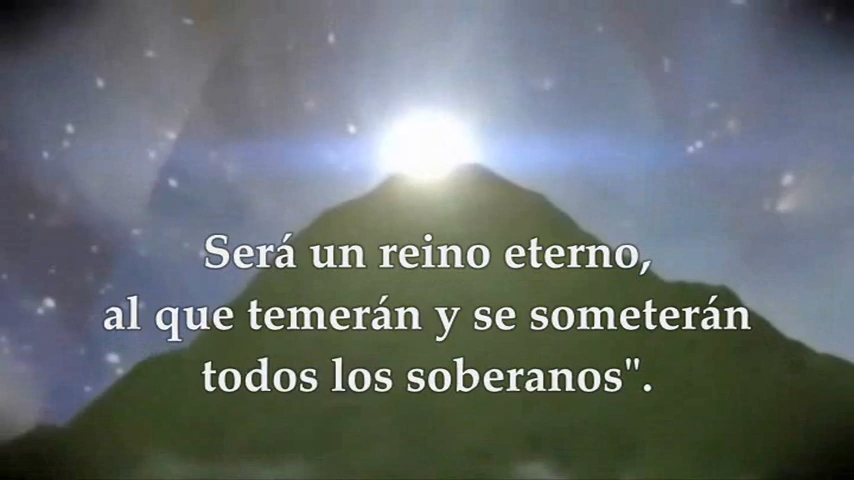 Será un reino eterno,
al que temerán y se someterán
todos los soberanos".